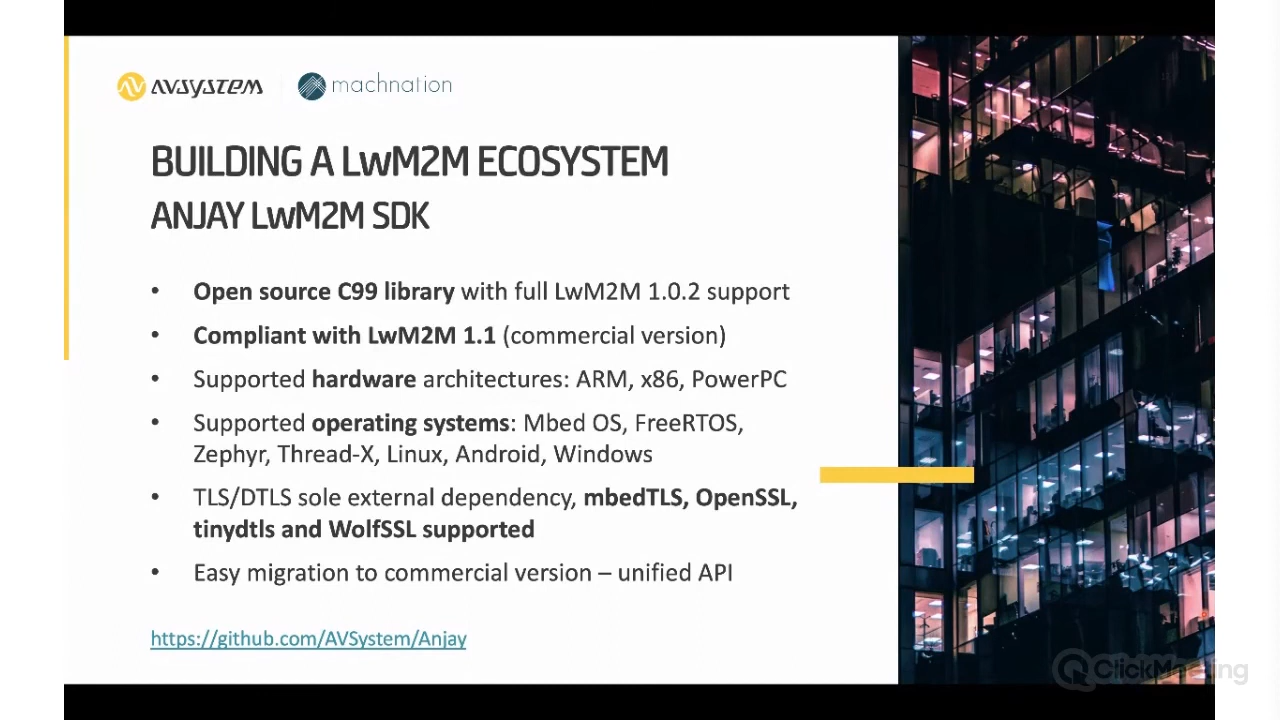 AVSYSTEM machnation
BUILDING A LwM2M ECOSYSTEM
ANJAY LwM2M SDK
• Open source C99 library with full LwM2M 1.0.2 support
• Compliant with LwM2M 1.1 (commercial version)
• Supported hardware architectures: ARM, x86, PowerPC
• Supported operating systems: Mbed OS, FreeRTOS,
Zephyr, Thread-X, Linux, Android, Windows
• TLS/DTLS sole external dependency, mbedTLS, OpenSSL,
tinydtls and WolfSSL supported
• Easy migration to commercial version – unified API
https://github.com/AVSystem/Anjay
ClickMeeting